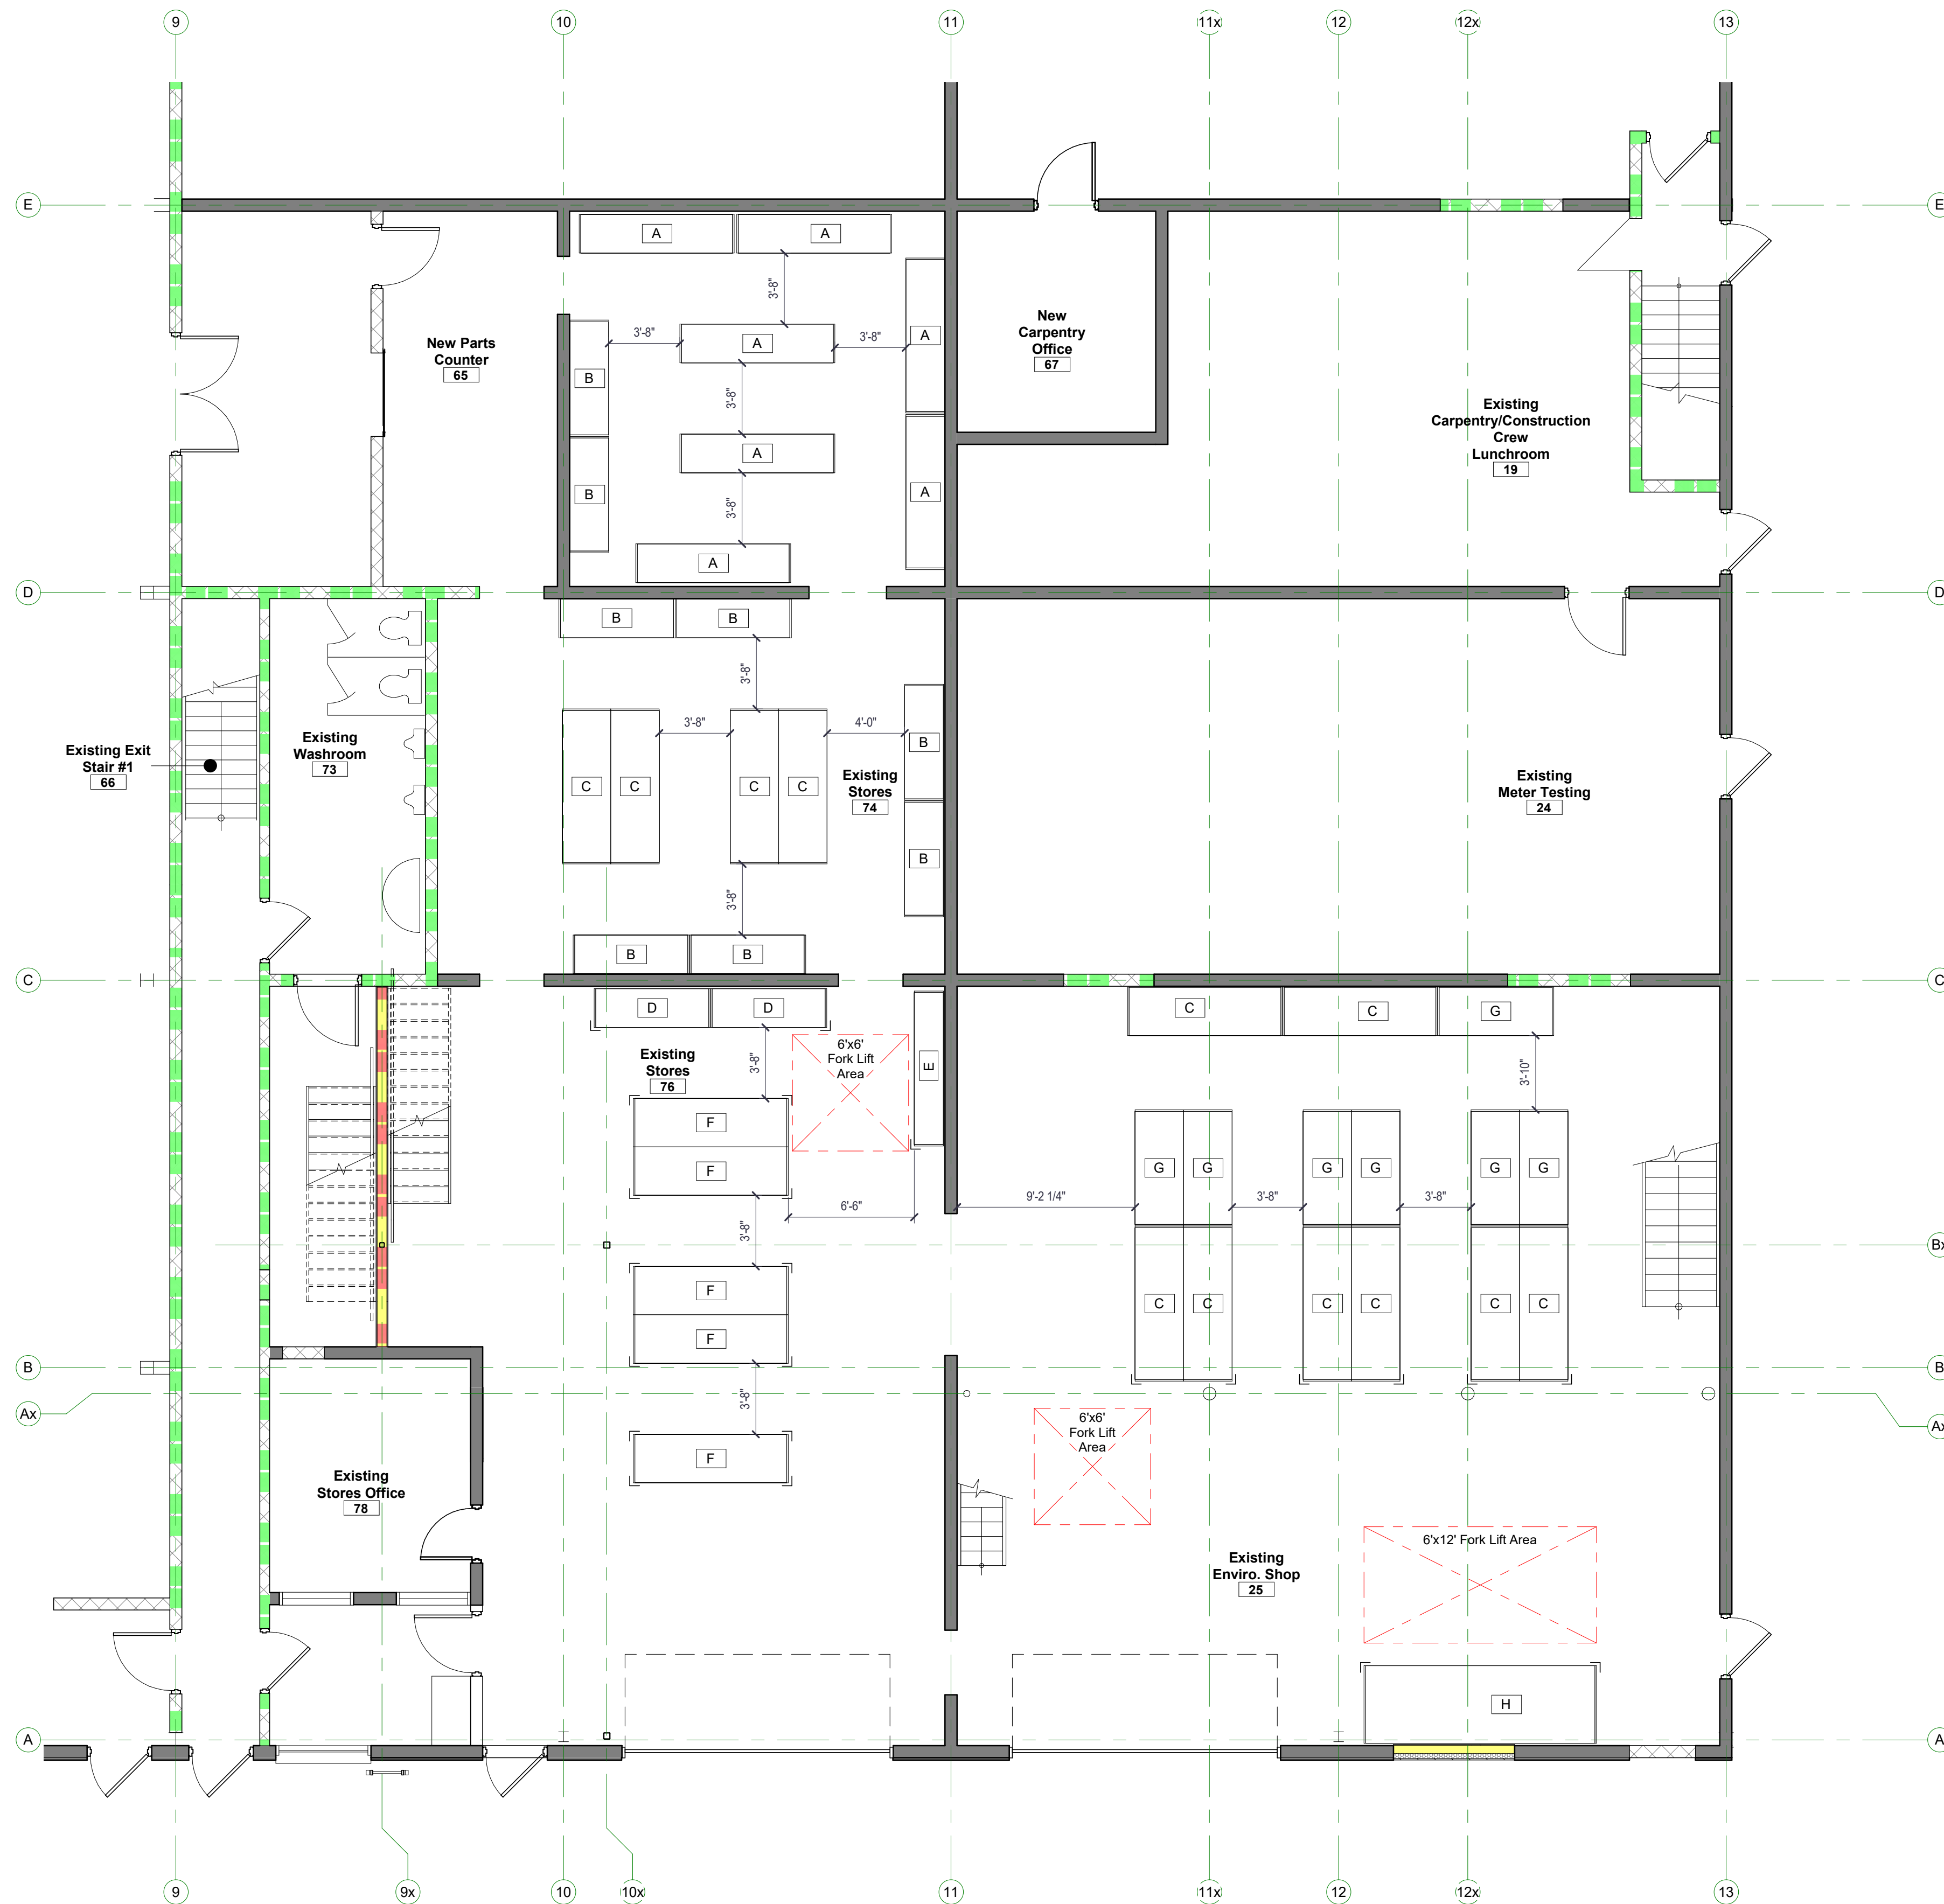 9
10
11
11x
12
12x
13
E
E
A
A
3'-8"
New Parts
Counter
65
B
3'-8"
A
3'-8"
A
New
Carpentry
Office
67
3'-8"
B
A
A
3'-8"
A
Existing
Carpentry/Construction
Crew
Lunchroom
19
D
D
B
B
3'-8"
Existing Exit
Stair #1
66
Existing
Washroom
73
3'-8"
4'-0"
C
C
C
C
B
Existing
Stores
74
B
3'-8"
B
B
Existing
Meter Testing
24
C
C
D
D
Existing
Stores
76
3'-8"
6'x6'
Fork Lift
Area
E
C
C
G
3'-10"
F
F
6'-6"
9'-2 1/4"
G
G
3'-8"
G
G
3'-8"
G
G
3'-8"
Bx
F
F
C
C
C
C
C
C
B
B
Ax
Ax
3'-8"
F
6'x6'
Fork Lift
Area
Existing
Stores Office
78
Existing
Enviro. Shop
25
6'x12' Fork Lift Area
H
A
A
9
9x
10
10x
11
11x
12
12x
13